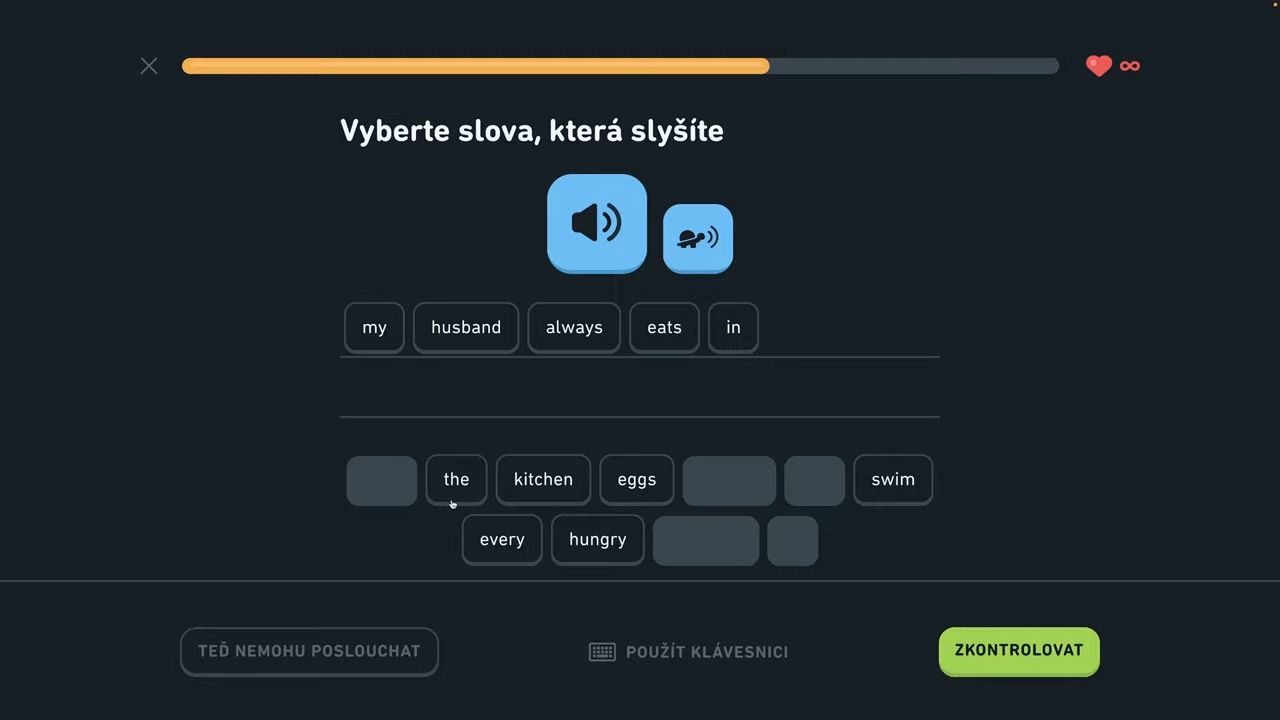 Vyberte slova, která slyšíte
my husband always eats in
the kitchen eggs swim
every hungry
TEĎ NEMOHU POSLOUCHAT POUŽÍT KLÁVESNICI ZKONTROLOVAT